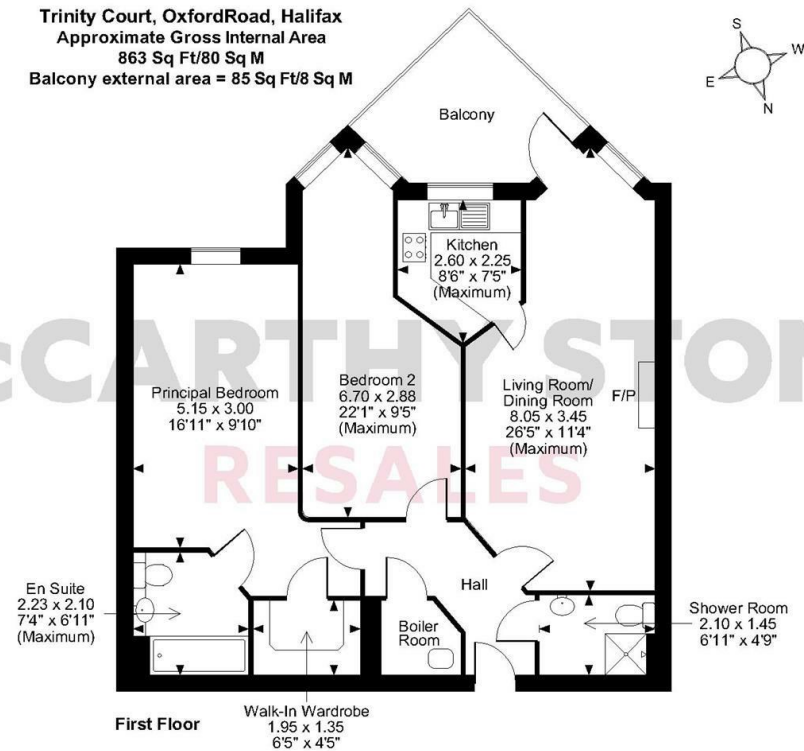 Trinity Court, OxfordRoad, Halifax
Approximate Gross Internal Area
863 Sq Ft/80 Sq M
Balcony external area = 85 Sq Ft/8 Sq M
S
W
E
N
Balcony
Kitchen
2.60 x 2.25
8'6" x 7'5"
(Maximum)
Principal Bedroom
5.15 x 3.00
16'11" x 9'10"
Bedroom 2
6.70 x 2.88
22'1" x 9'5"
(Maximum)
Living Room/
Dining Room
8.05 x 3.45
26'5" x 11'4"
(Maximum)
F/P
McCARTHY STON
RESALES
En Suite
2.23 x 2.10
7'4" x 6'11"
(Maximum)
Hall
Boiler
Room
Shower Room
2.10 x 1.45
6'11" x 4'9"
Walk-In Wardrobe
1.95 x 1.35
6'5" x 4'5"
First Floor